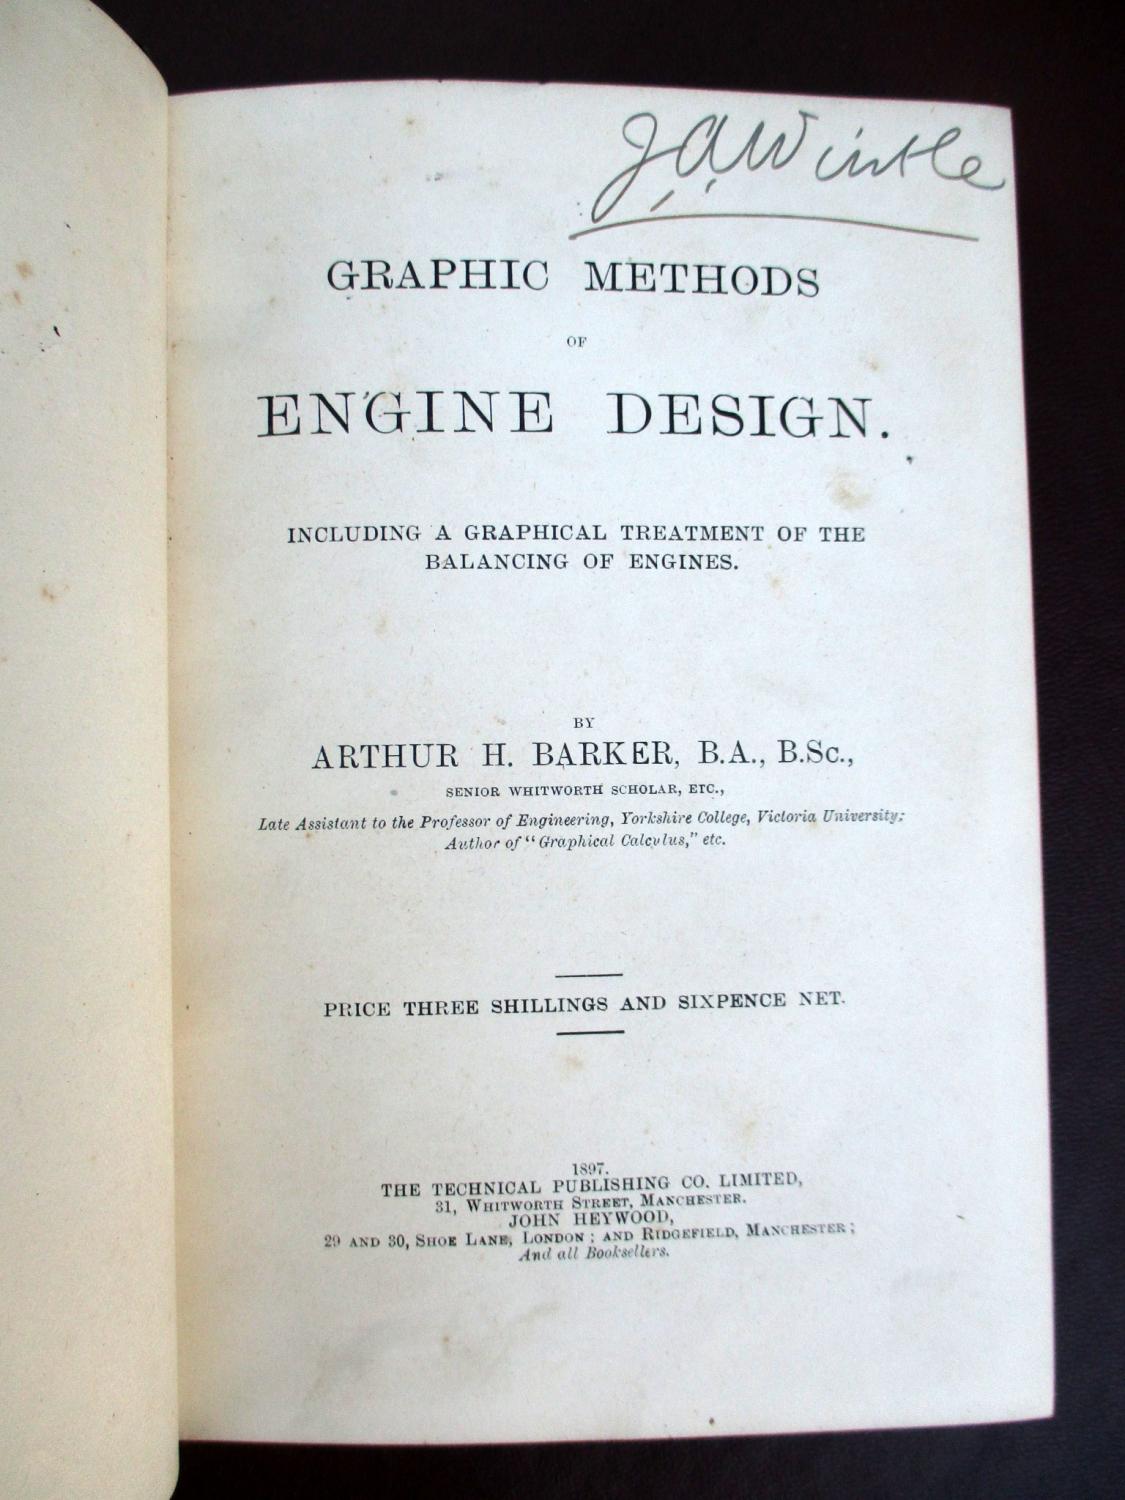 J A Wintle
GRAPHIC METHODS
OF
ENGINE DESIGN.
INCLUDING A GRAPHICAL TREATMENT OF THE
BALANCING OF ENGINES.
BY
ARTHUR H. BARKER, B.A., B.Sc.,
SENIOR WHITWORTH SCHOLAR, ETC.,
Late Assistant to the Professor of Engineering, Yorkshire College, Victoria University;
Author of "Graphical Calculus," etc.
PRICE THREE SHILLINGS AND SIXPENCE NET.
1897.
THE TECHNICAL PUBLISHING CO. LIMITED,
31, WHITWORTH STREET, MANCHESTER.
JOHN HEYWOOD,
29 AND 30, SHOE LANE, LONDON; AND RIDGEFIELD, MANCHESTER;
And all Booksellers.